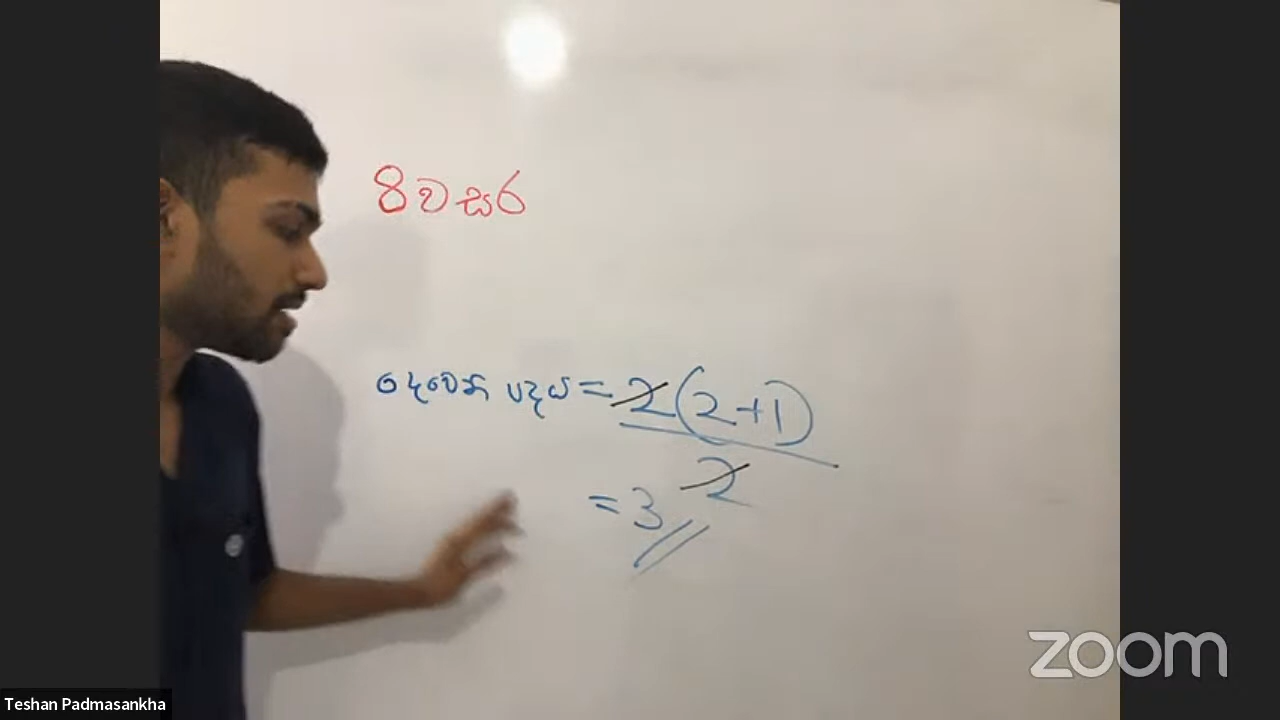 8 වසර
දෙවෙනි පදය = 2(2+1)
2
= 3
zoom
Teshan Padmasankha